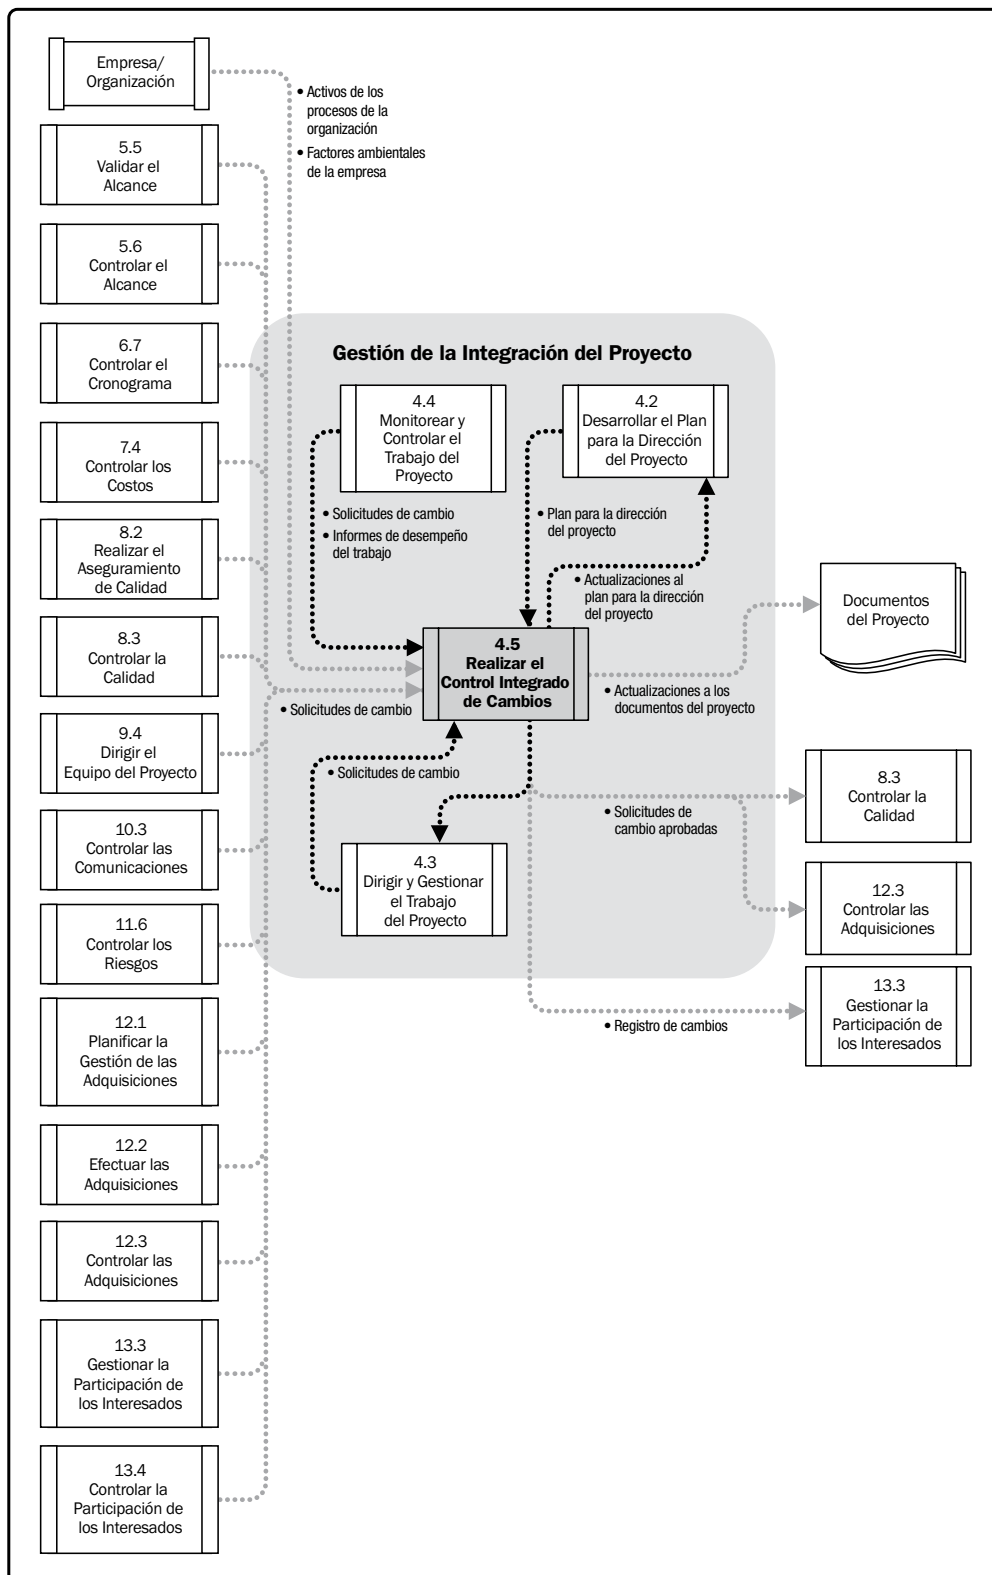 Empresa/
Organización
• Activos de los
procesos de la
organización
• Factores ambientales
de la empresa
5.5
Validar el
Alcance
5.6
Controlar el
Alcance
6.7
Controlar el
Cronograma
7.4
Controlar los
Costos
8.2
Realizar el
Aseguramiento
de Calidad
8.3
Controlar la
Calidad
9.4
Dirigir el
Equipo del Proyecto
10.3
Controlar las
Comunicaciones
11.6
Controlar los
Riesgos
12.1
Planificar la
Gestión de las
Adquisiciones
12.2
Efectuar las
Adquisiciones
12.3
Controlar las
Adquisiciones
13.3
Gestionar la
Participación de
los Interesados
13.4
Controlar la
Participación de
los Interesados
• Solicitudes de cambio
Gestión de la Integración del Proyecto
4.4
Monitorear y
Controlar el
Trabajo del
Proyecto
• Solicitudes de cambio
• Informes de desempeño
del trabajo
4.2
Desarrollar el Plan
para la Dirección
del Proyecto
• Plan para la dirección
del proyecto
• Actualizaciones al
plan para la dirección
del proyecto
4.5
Realizar el
Control Integrado
de Cambios
• Solicitudes de cambio
4.3
Dirigir y Gestionar
el Trabajo
del Proyecto
• Actualizaciones a los
documentos del proyecto
• Solicitudes de
cambio aprobadas
• Registro de cambios
Documentos
del Proyecto
8.3
Controlar la
Calidad
12.3
Controlar las
Adquisiciones
13.3
Gestionar la
Participación de
los Interesados